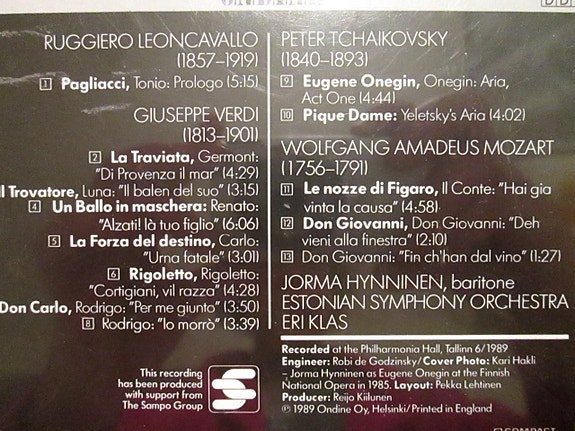 RUGGIERO LEONCAVALLO
(1857–1919)
1 Pagliacci, Tonio: Prologo (5:15)
GIUSEPPE VERDI
(1813–1901)
2 La Traviata, Germont:
"Di Provenza il mar" (4:29)
Il Trovatore, Luna: "Il balen del suo" (3:15)
4 Un Ballo in maschera: Renato:
"Alzati! là tuo figlio" (6:06)
5 La Forza del destino, Carlo:
"Urna fatale" (3:01)
6 Rigoletto, Rigoletto:
"Cortigiani, vil razza" (4:28)
Don Carlo, Rodrigo: "Per me giunto" (3:50)
8 Rodrigo: "Io morrò" (3:39)
This recording
has been produced
with support from
The Sampo Group
PETER TCHAIKOVSKY
(1840–1893)
9 Eugene Onegin, Onegin: Aria,
Act One (4:44)
10 Pique Dame: Yeletsky's Aria (4:02)
WOLFGANG AMADEUS MOZART
(1756–1791)
11 Le nozze di Figaro, Il Conte: "Hai gia
vinta la causa" (4:58)
12 Don Giovanni, Don Giovanni: "Deh
vieni alla finestra" (2:10)
13 Don Giovanni: "Fin ch'han dal vino" (1:27)
JORMA HYNNINEN, baritone
ESTONIAN SYMPHONY ORCHESTRA
ERI KLAS
Recorded at the Philharmonia Hall, Tallinn 6/1989
Engineer: Robi de Godzinsky/Cover Photo: Kari Hakli
– Jorma Hynninen as Eugene Onegin at the Finnish
National Opera in 1985. Layout: Pekka Lehtinen
Producer: Reijo Kiilunen
℗ 1989 Ondine Oy, Helsinki/Printed in England